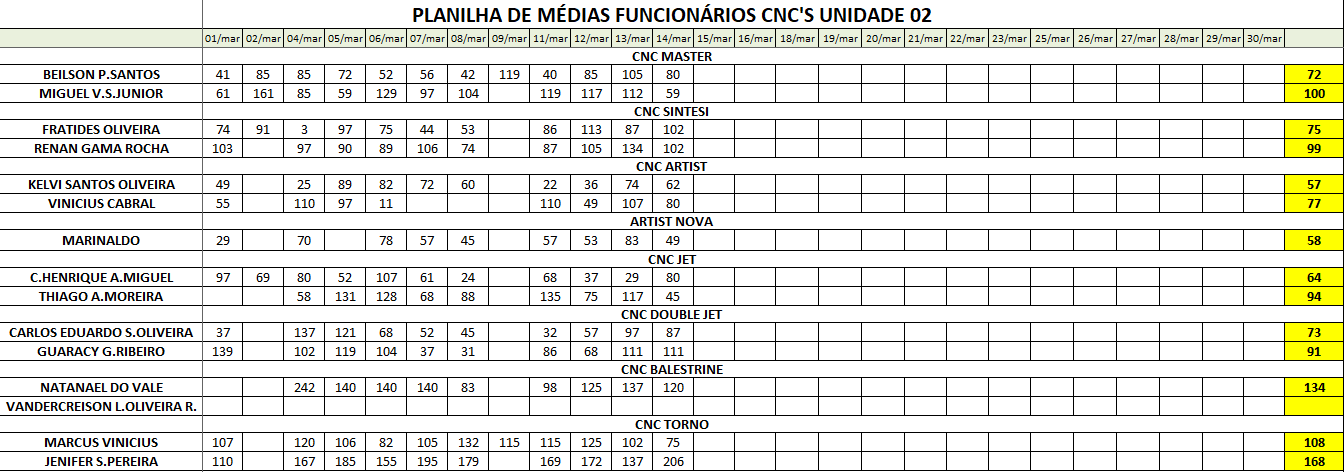 PLANILHA DE MÉDIAS FUNCIONÁRIOS CNC'S UNIDADE 02
01/mar 02/mar 04/mar 05/mar 06/mar 07/mar 08/mar 09/mar 11/mar 12/mar 13/mar 14/mar 15/mar 16/mar 18/mar 19/mar 20/mar 21/mar 22/mar 23/mar 25/mar 26/mar 27/mar 28/mar 29/mar 30/mar
CNC MASTER
BEILSON P.SANTOS 41 85 85 72 52 56 42 119 40 85 105 80 72
MIGUEL V.S.JUNIOR 61 161 85 59 129 97 104 119 117 112 59 100
CNC SINTESI
FRATIDES OLIVEIRA 74 91 3 97 75 44 53 86 113 87 102 75
RENAN GAMA ROCHA 103 97 90 89 106 74 87 105 134 102 99
CNC ARTIST
KELVI SANTOS OLIVEIRA 49 25 89 82 72 60 22 36 74 62 57
VINICIUS CABRAL 55 110 97 11 110 49 107 80 77
ARTIST NOVA
MARINALDO 29 70 78 57 45 57 53 83 49 58
CNC JET
C.HENRIQUE A.MIGUEL 97 69 80 52 107 61 24 68 37 29 80 64
THIAGO A.MOREIRA 58 131 128 68 88 135 75 117 45 94
CNC DOUBLE JET
CARLOS EDUARDO S.OLIVEIRA 37 137 121 68 52 45 32 57 97 87 73
GUARACY G.RIBEIRO 139 102 119 104 37 31 86 68 111 111 91
CNC BALESTRINE
NATANAEL DO VALE 242 140 140 140 83 98 125 137 120 134
VANDERCREISON L.OLIVEIRA R.
CNC TORNO
MARCUS VINICIUS 107 120 106 82 105 132 115 115 125 102 75 108
JENIFER S.PEREIRA 110 167 185 155 195 179 169 172 137 206 168